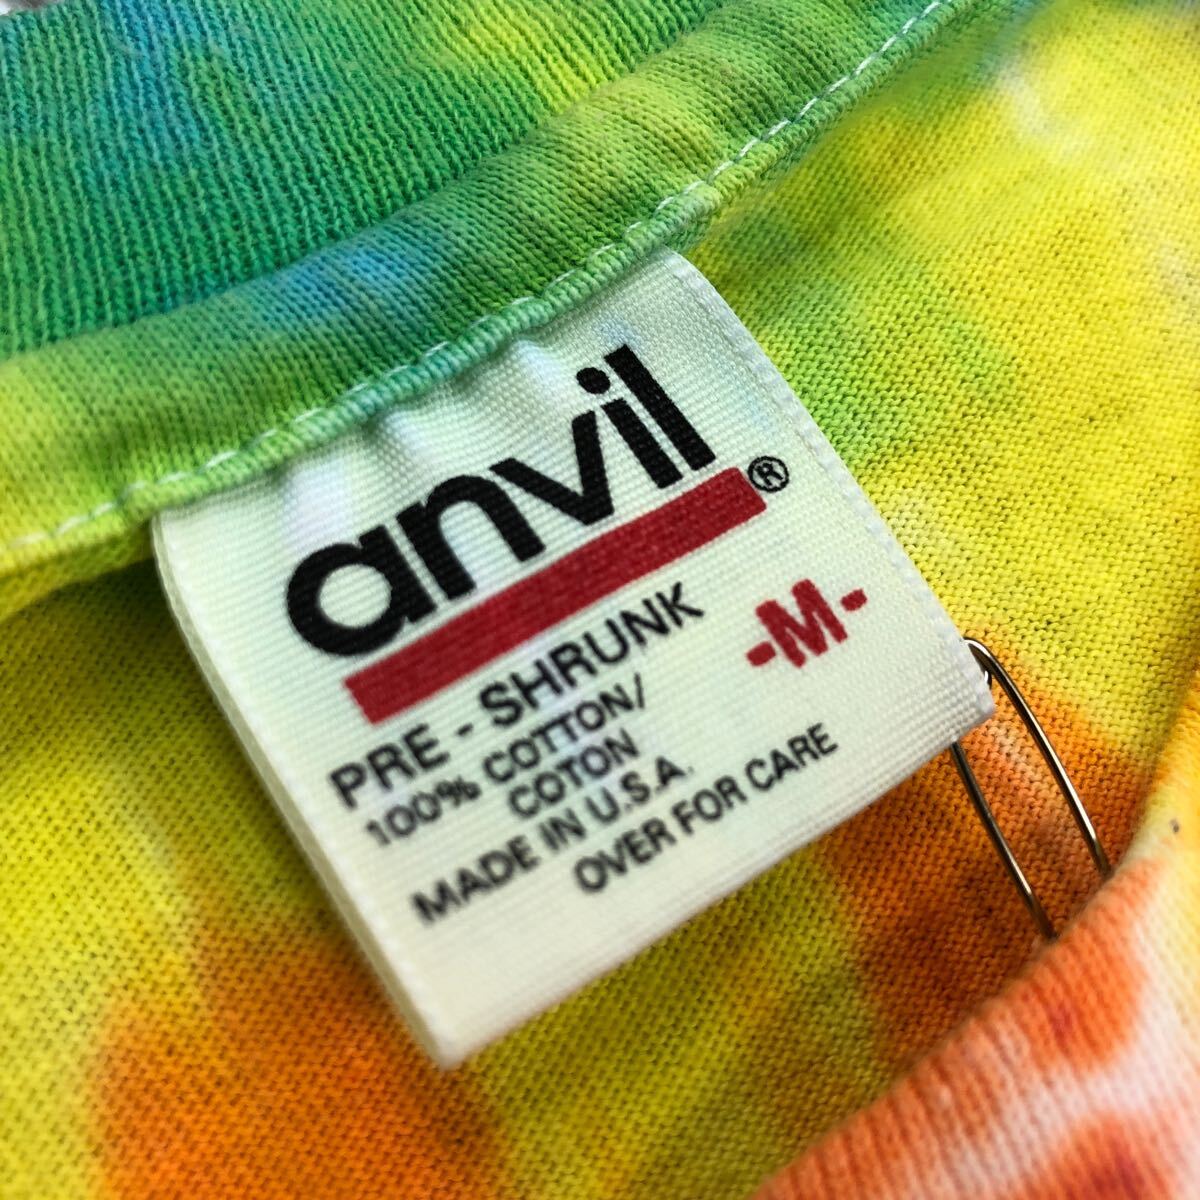 anvil®
-M-
PRE - SHRUNK
100% COTTON/
COTON
MADE IN U.S.A.
OVER FOR CARE